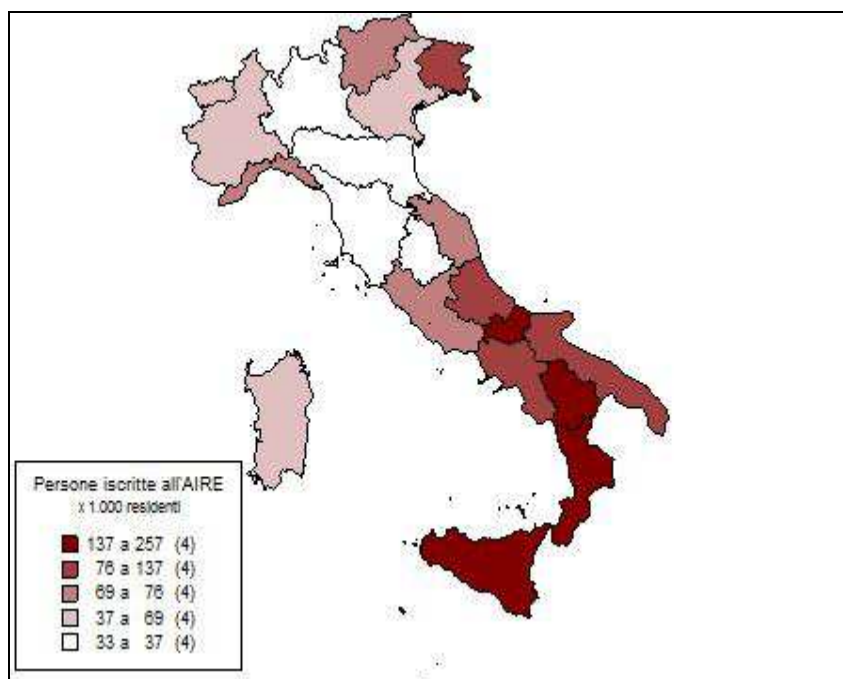 Persone iscritte all'AIRE
x 1.000 residenti
137 a 257 (4)
76 a 137 (4)
69 a 76 (4)
37 a 69 (4)
33 a 37 (4)